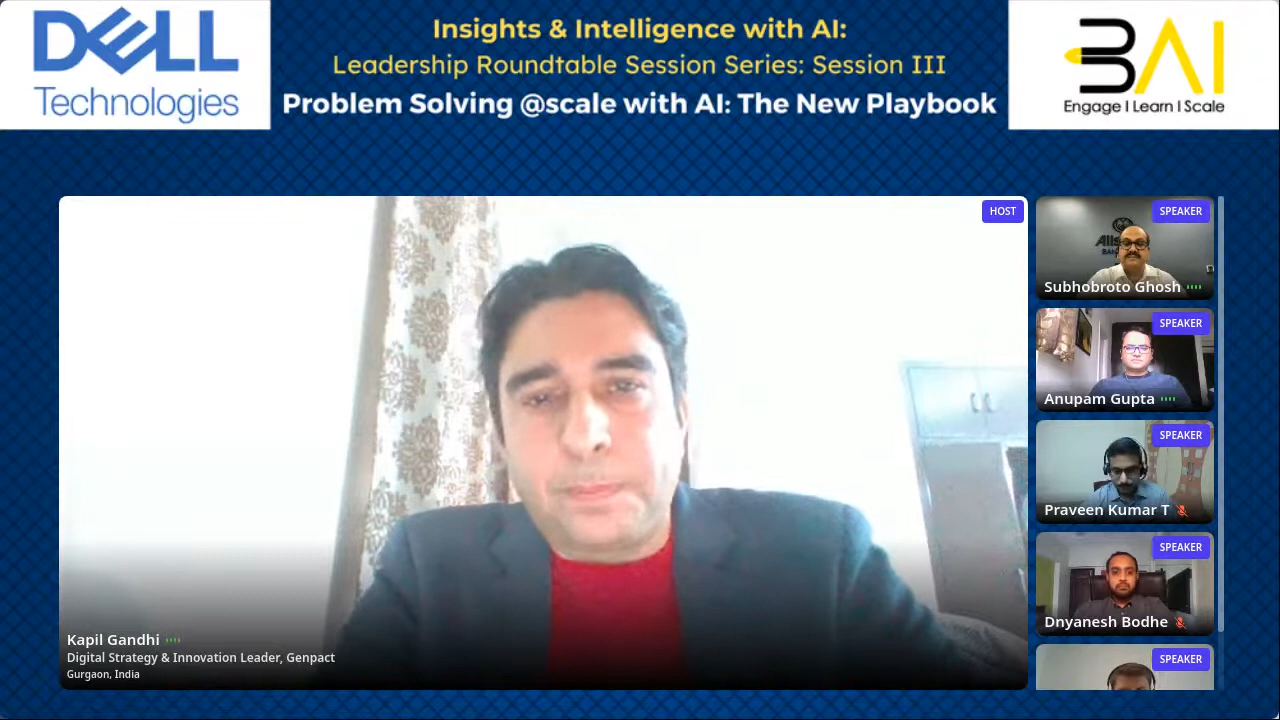 DELL
Technologies
Insights & Intelligence with AI:
Leadership Roundtable Session Series: Session III
Problem Solving @scale with AI: The New Playbook
3AI
Engage I Learn I Scale
HOST
Kapil Gandhi
Digital Strategy & Innovation Leader, Genpact
Gurgaon, India
SPEAKER
Subhobroto Ghosh
SPEAKER
Anupam Gupta
SPEAKER
Praveen Kumar T
SPEAKER
Dnyanesh Bodhe
SPEAKER